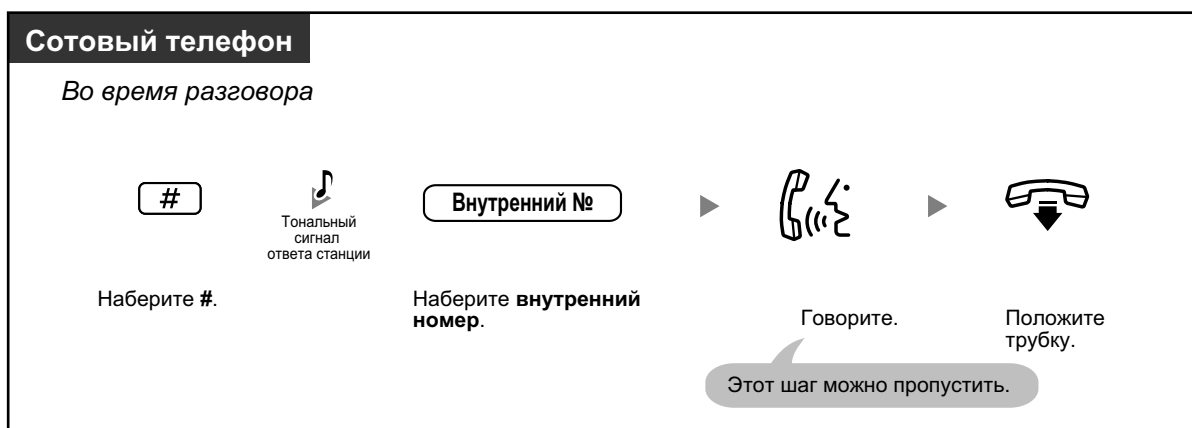 Сотовый телефон
Во время разговора
#
Тональный
сигнал
ответа станции
Внутренний №
Наберите #.
Наберите внутренний
номер.
Говорите.
Положите
трубку.
Этот шаг можно пропустить.